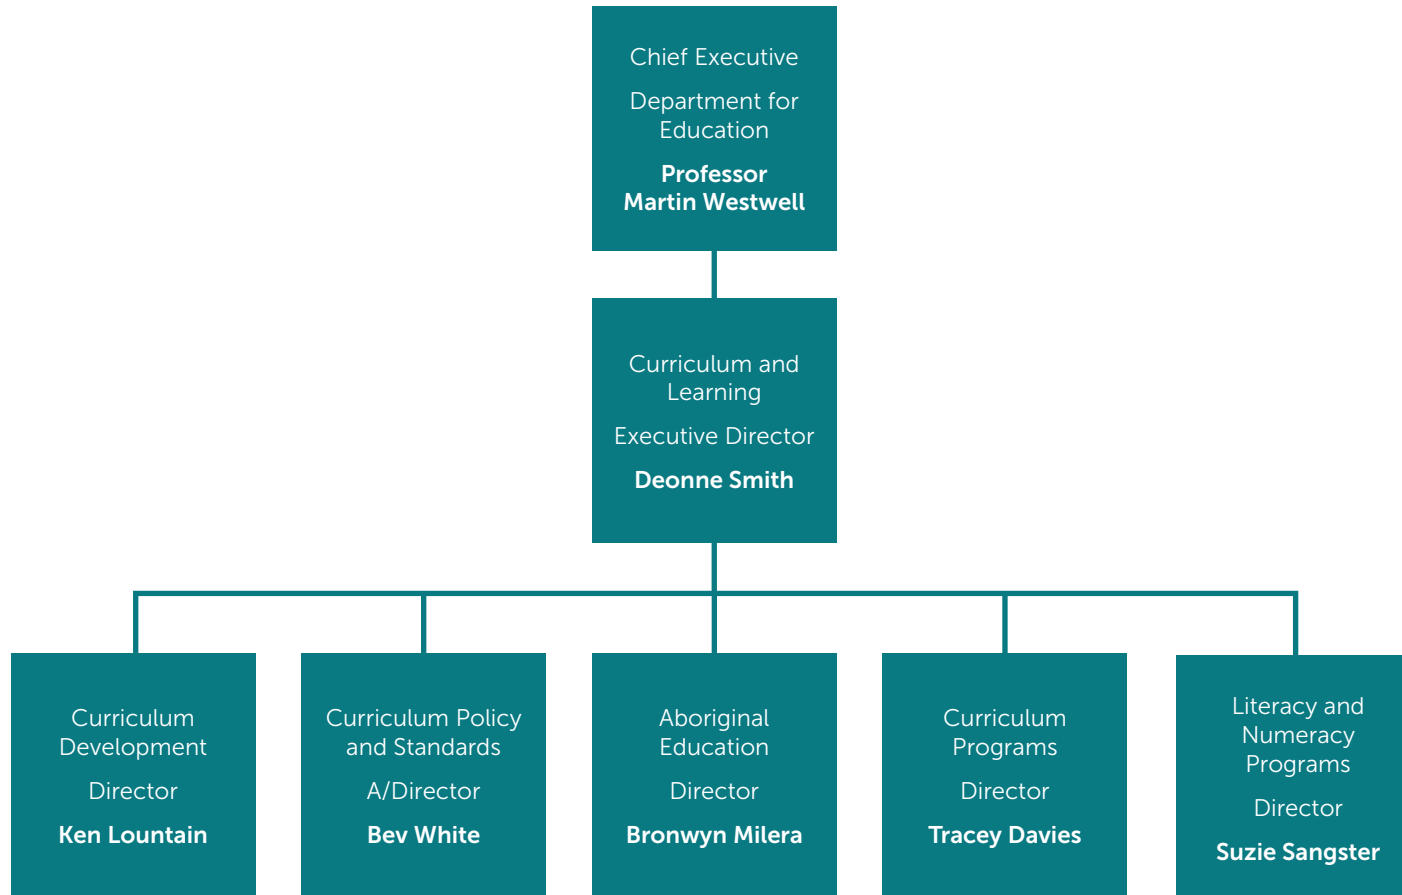 Chief Executive
Department for
Education
Professor
Martin Westwell
Curriculum and
Learning
Executive Director
Deonne Smith
Curriculum
Development
Director
Ken Lountain
Curriculum Policy
and Standards
A/Director
Bev White
Aboriginal
Education
Director
Bronwyn Milera
Curriculum
Programs
Director
Tracey Davies
Literacy and
Numeracy
Programs
Director
Suzie Sangster